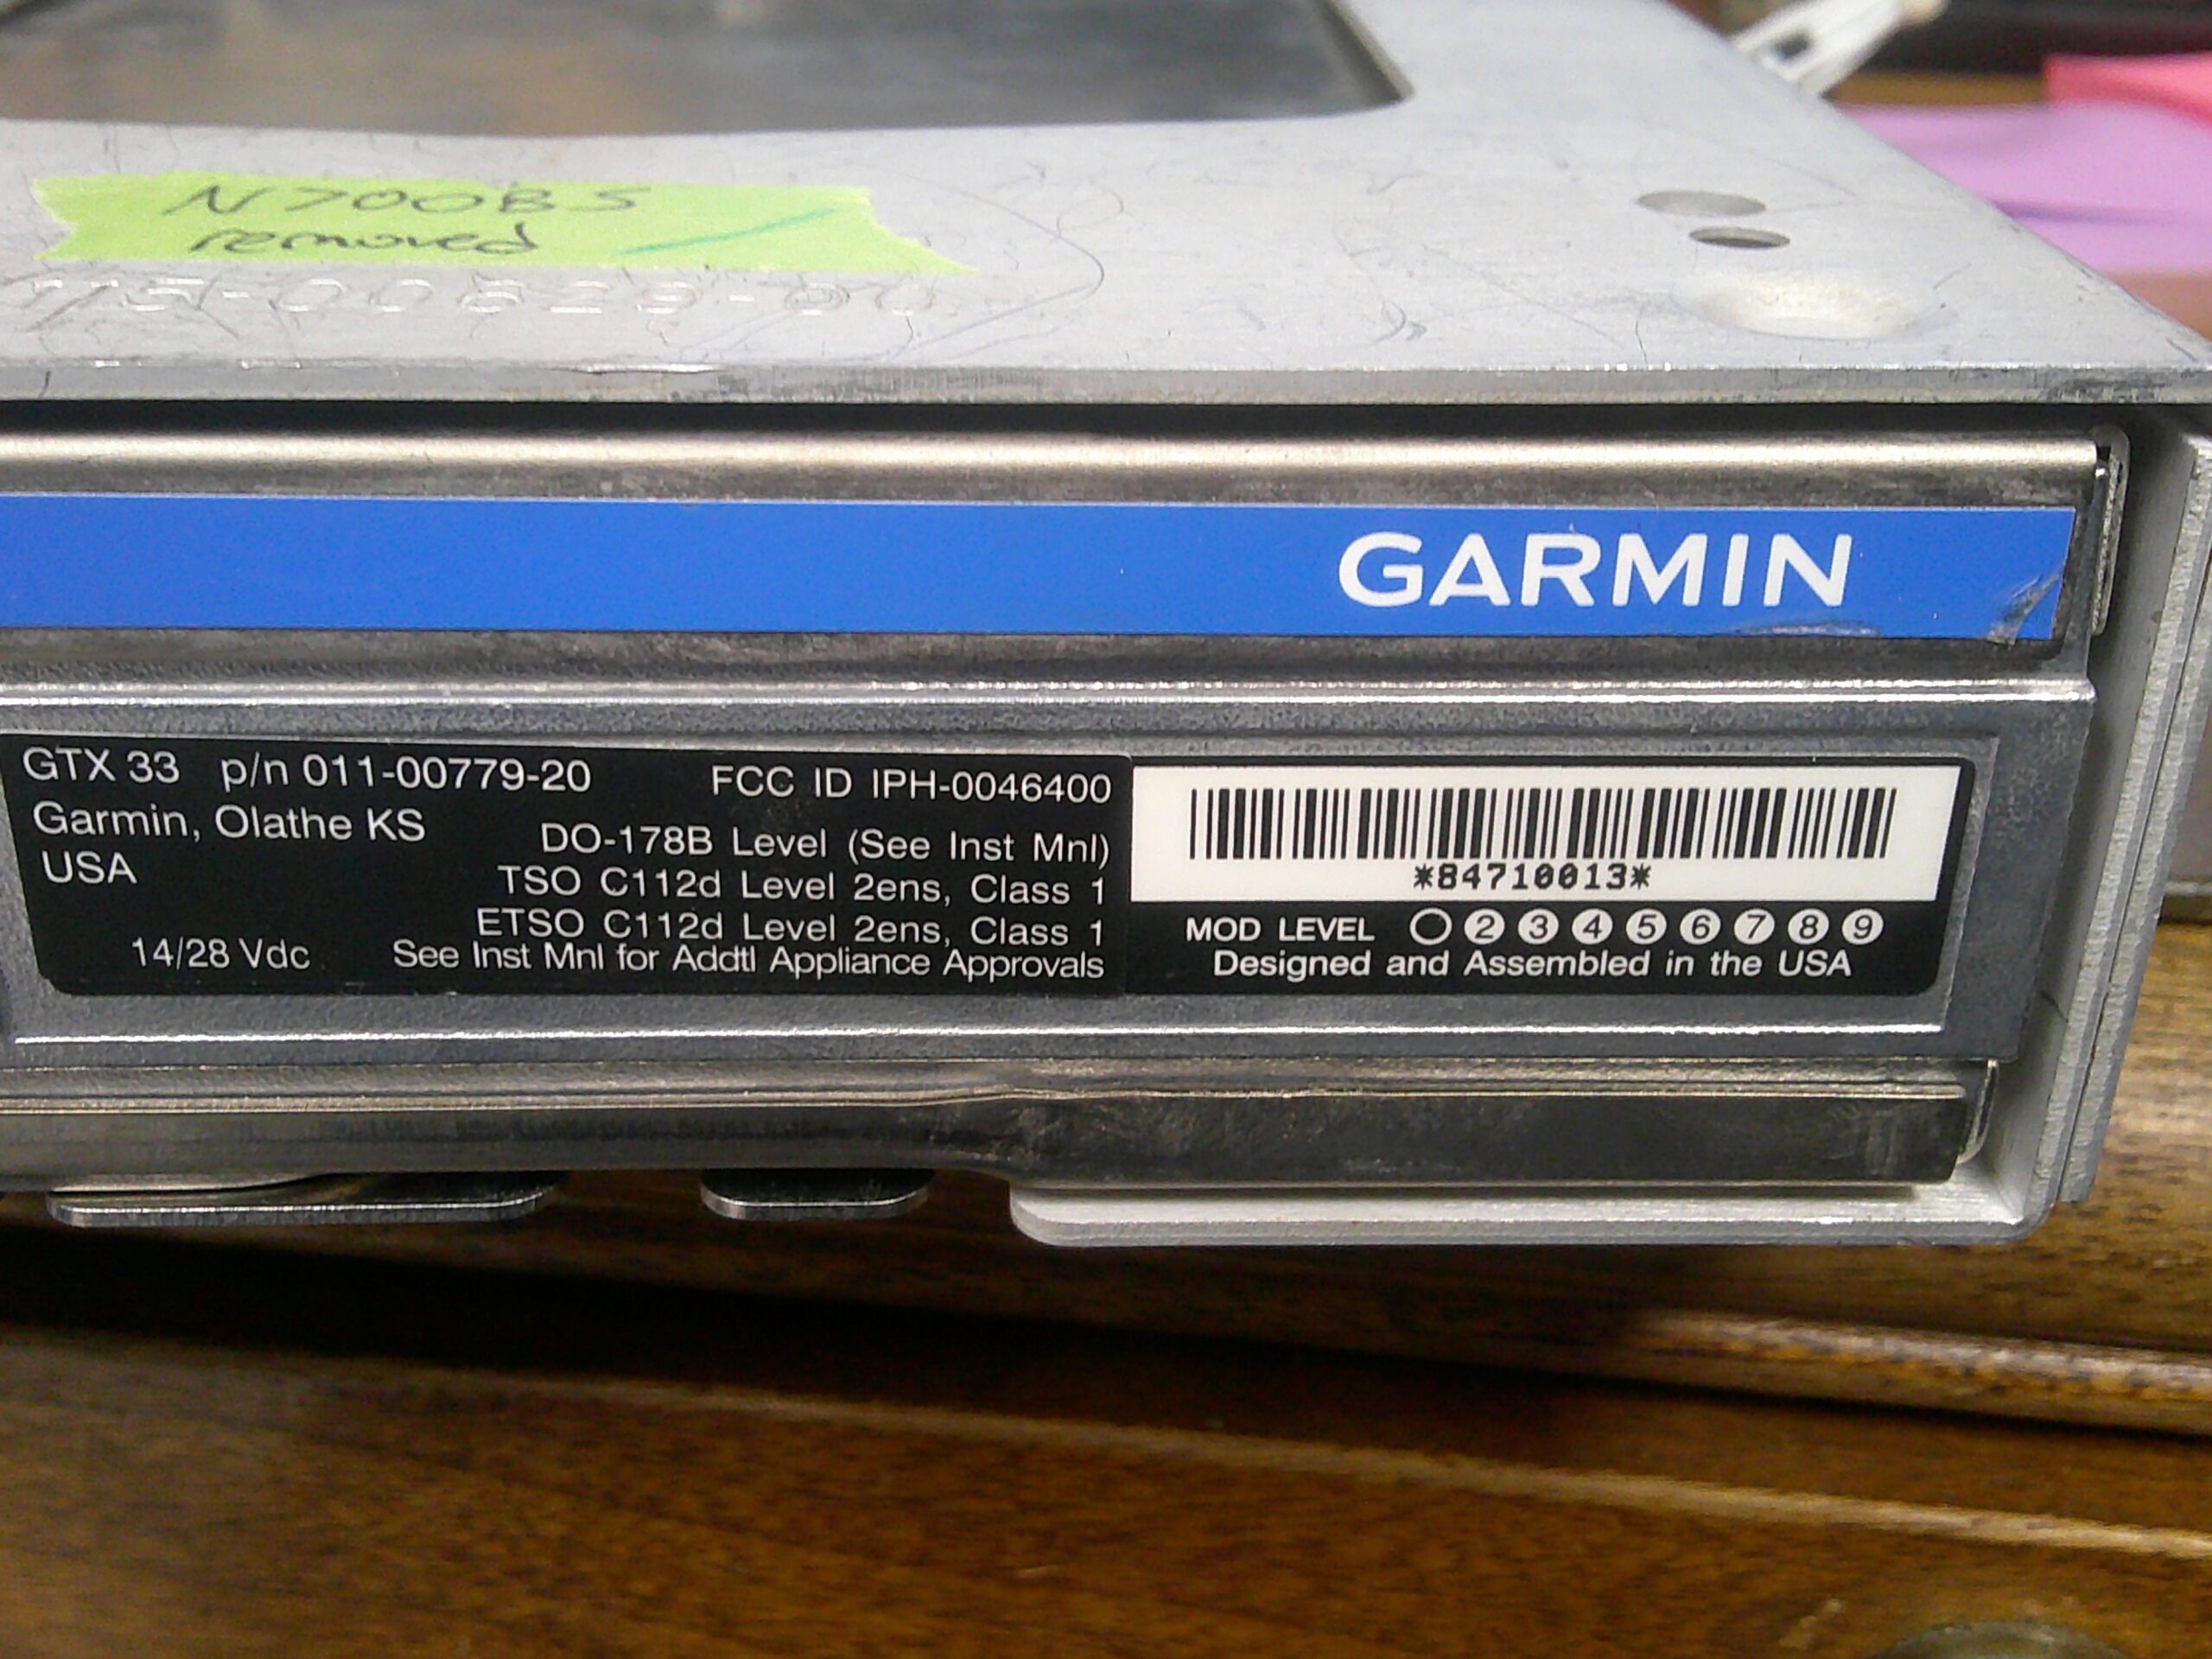 N700BS
removed
115-00829-00
GARMIN
GTX 33 p/n 011-00779-20
FCC ID IPH-0046400
Garmin, Olathe KS
USA
DO-178B Level (See Inst Mnl)
TSO C112d Level 2ens, Class 1
ETSO C112d Level 2ens, Class 1
14/28 Vdc
See Inst Mnl for Addtl Appliance Approvals
*84710013*
MOD LEVEL 2 3 4 5 6 7 8 9
Designed and Assembled in the USA